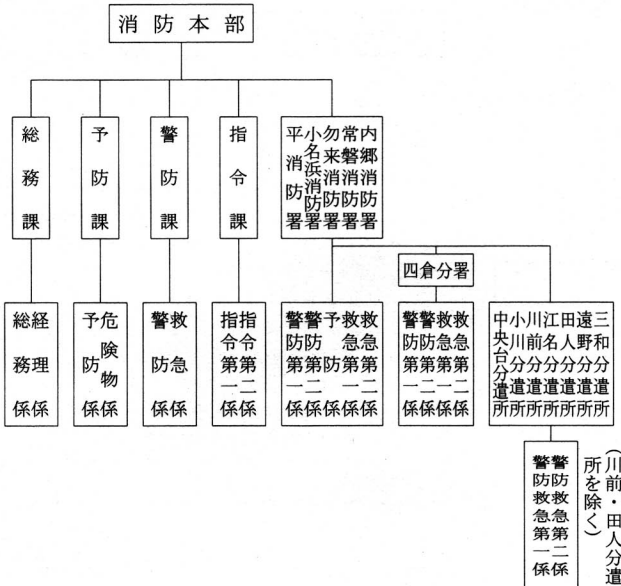 消防本部
総務課
予防課
警防課
指令課
平消防署
小名浜消防署
勿来消防署
常磐消防署
内郷消防署
四倉分署
総務係
経理係
予防係
危険物係
警防係
救急係
指令第一係
指令第二係
警防第一係
警防第二係
予防係
救急第一係
救急第二係
警防第一係
警防第二係
救急第一係
救急第二係
中央台分遣所
小川分遣所
川前分遣所
江名分遣所
田人分遣所
遠野分遣所
三和分遣所
警防救急第一係
警防救急第二係
(川前・田人分遣
所を除く)